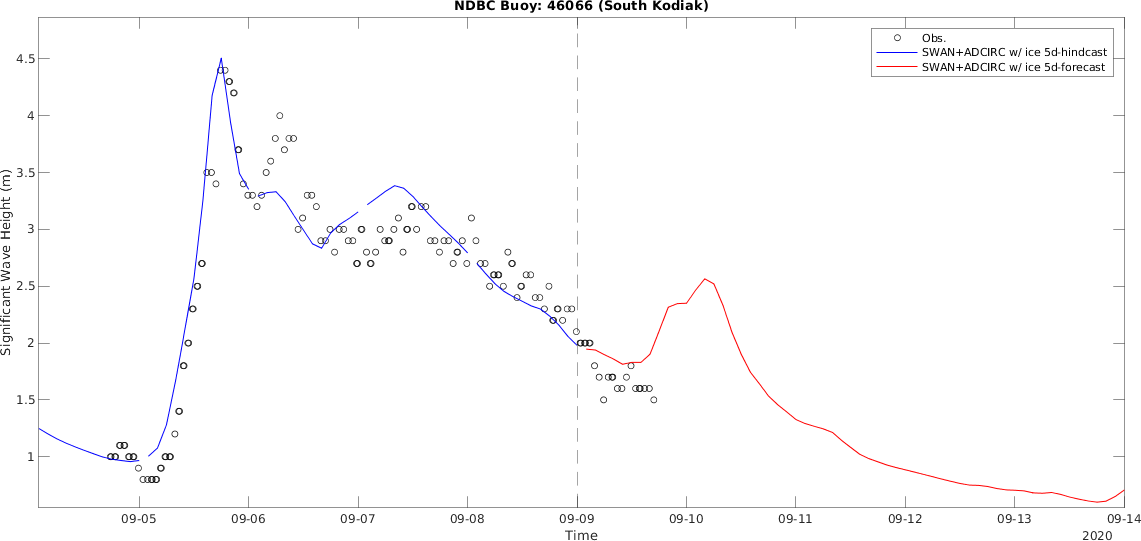 NDBC Buoy: 46066 (South Kodiak)
Obs.
SWAN+ADCIRC w/ ice 5d-hindcast
SWAN+ADCIRC w/ ice 5d-forecast
4.5
4
3.5
3
2.5
2
1.5
1
Significant Wave Height (m)
09-05 09-06 09-07 09-08 09-09 09-10 09-11 09-12 09-13 09-14
Time
2020